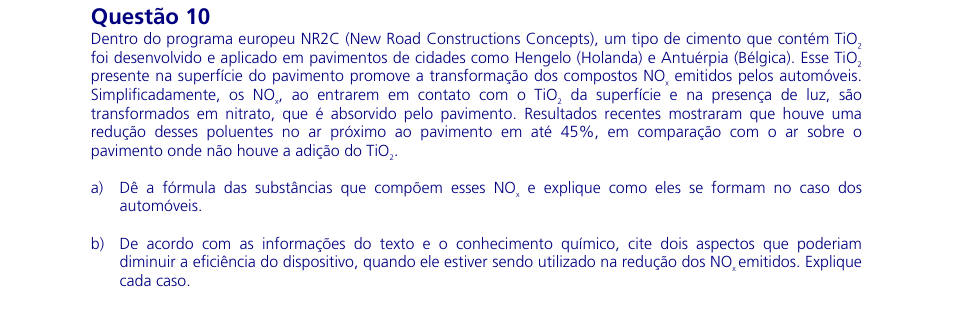 Questão 10
Dentro do programa europeu NR2C (New Road Constructions Concepts), um tipo de cimento que contém TiO₂
foi desenvolvido e aplicado em pavimentos de cidades como Hengelo (Holanda) e Antuérpia (Bélgica). Esse TiO₂
presente na superfície do pavimento promove a transformação dos compostos NOₓ emitidos pelos automóveis.
Simplificadamente, os NOₓ, ao entrarem em contato com o TiO₂ da superfície e na presença de luz, são
transformados em nitrato, que é absorvido pelo pavimento. Resultados recentes mostraram que houve uma
redução desses poluentes no ar próximo ao pavimento em até 45%, em comparação com o ar sobre o
pavimento onde não houve a adição do TiO₂.
a) Dê a fórmula das substâncias que compõem esses NOₓ e explique como eles se formam no caso dos
automóveis.
b) De acordo com as informações do texto e o conhecimento químico, cite dois aspectos que poderiam
diminuir a eficiência do dispositivo, quando ele estiver sendo utilizado na redução dos NOₓ emitidos. Explique
cada caso.